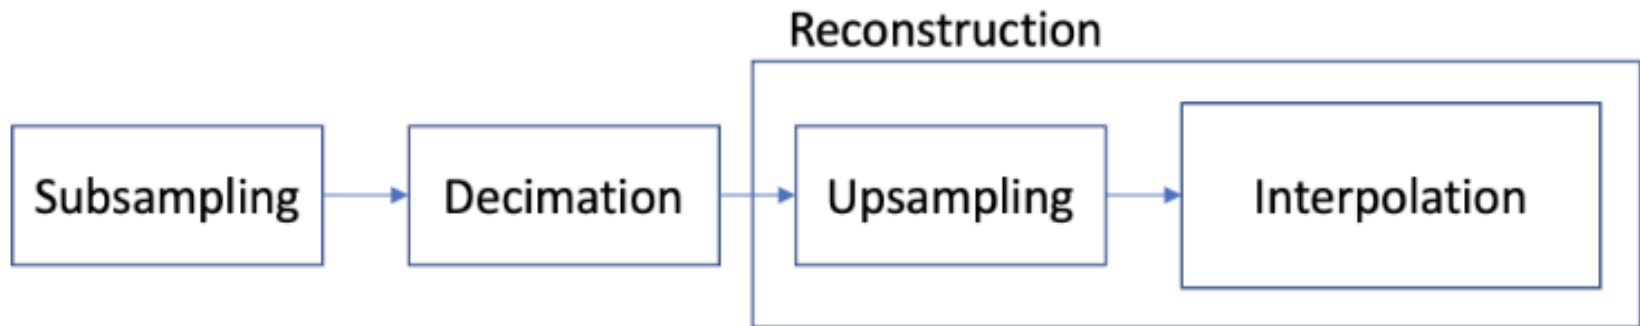 Reconstruction
Subsampling
Decimation
Upsampling
Interpolation